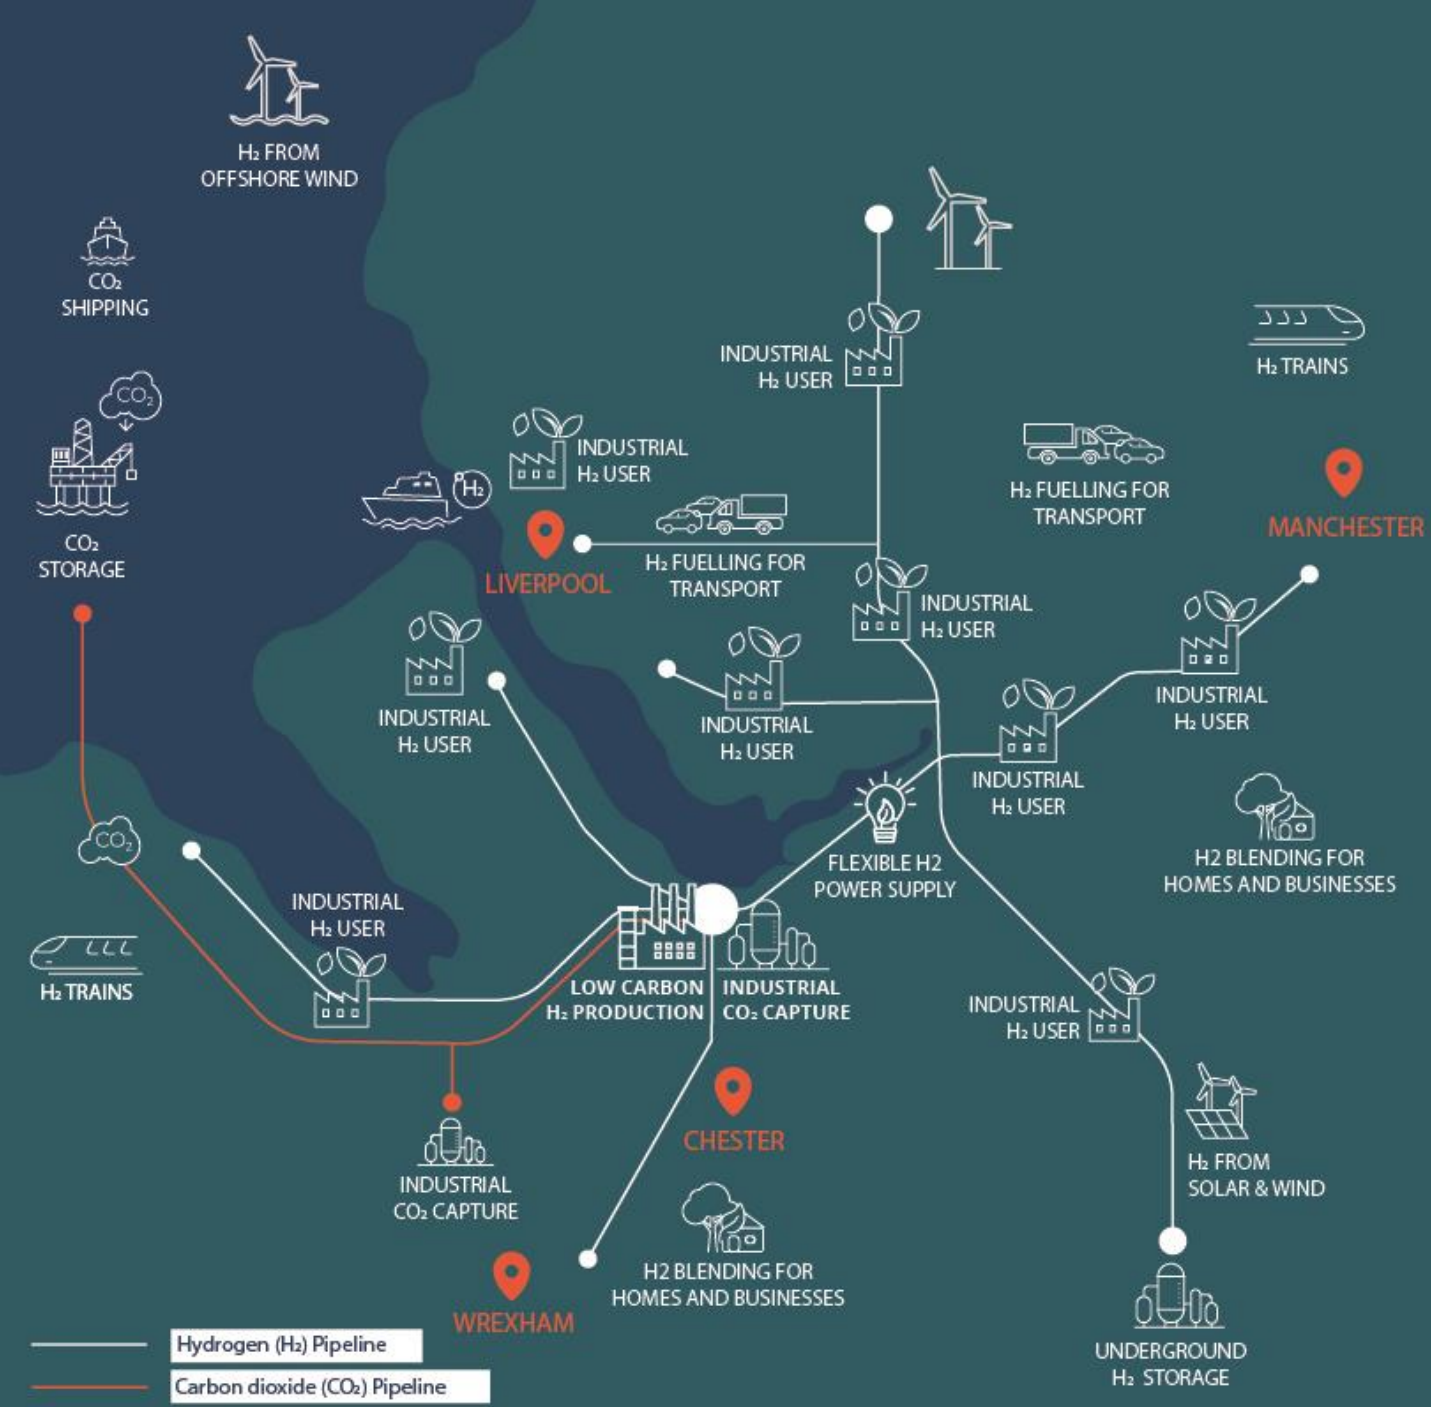 H₂ FROM
OFFSHORE WIND
CO₂
SHIPPING
INDUSTRIAL
H₂ USER
H₂ TRAINS
CO₂
INDUSTRIAL
H₂ USER
H₂
H₂ FUELLING FOR
TRANSPORT
MANCHESTER
CO₂
STORAGE
LIVERPOOL
H₂ FUELLING FOR
TRANSPORT
INDUSTRIAL
H₂ USER
INDUSTRIAL
H₂ USER
INDUSTRIAL
H₂ USER
INDUSTRIAL
H₂ USER
INDUSTRIAL
H₂ USER
CO₂
FLEXIBLE H2
POWER SUPPLY
H2 BLENDING FOR
HOMES AND BUSINESSES
INDUSTRIAL
H₂ USER
H₂ TRAINS
LOW CARBON
H₂ PRODUCTION
INDUSTRIAL
CO₂ CAPTURE
INDUSTRIAL
H₂ USER
CHESTER
INDUSTRIAL
CO₂ CAPTURE
H₂ FROM
SOLAR & WIND
H2 BLENDING FOR
HOMES AND BUSINESSES
WREXHAM
UNDERGROUND
H₂ STORAGE
Hydrogen (H₂) Pipeline
Carbon dioxide (CO₂) Pipeline